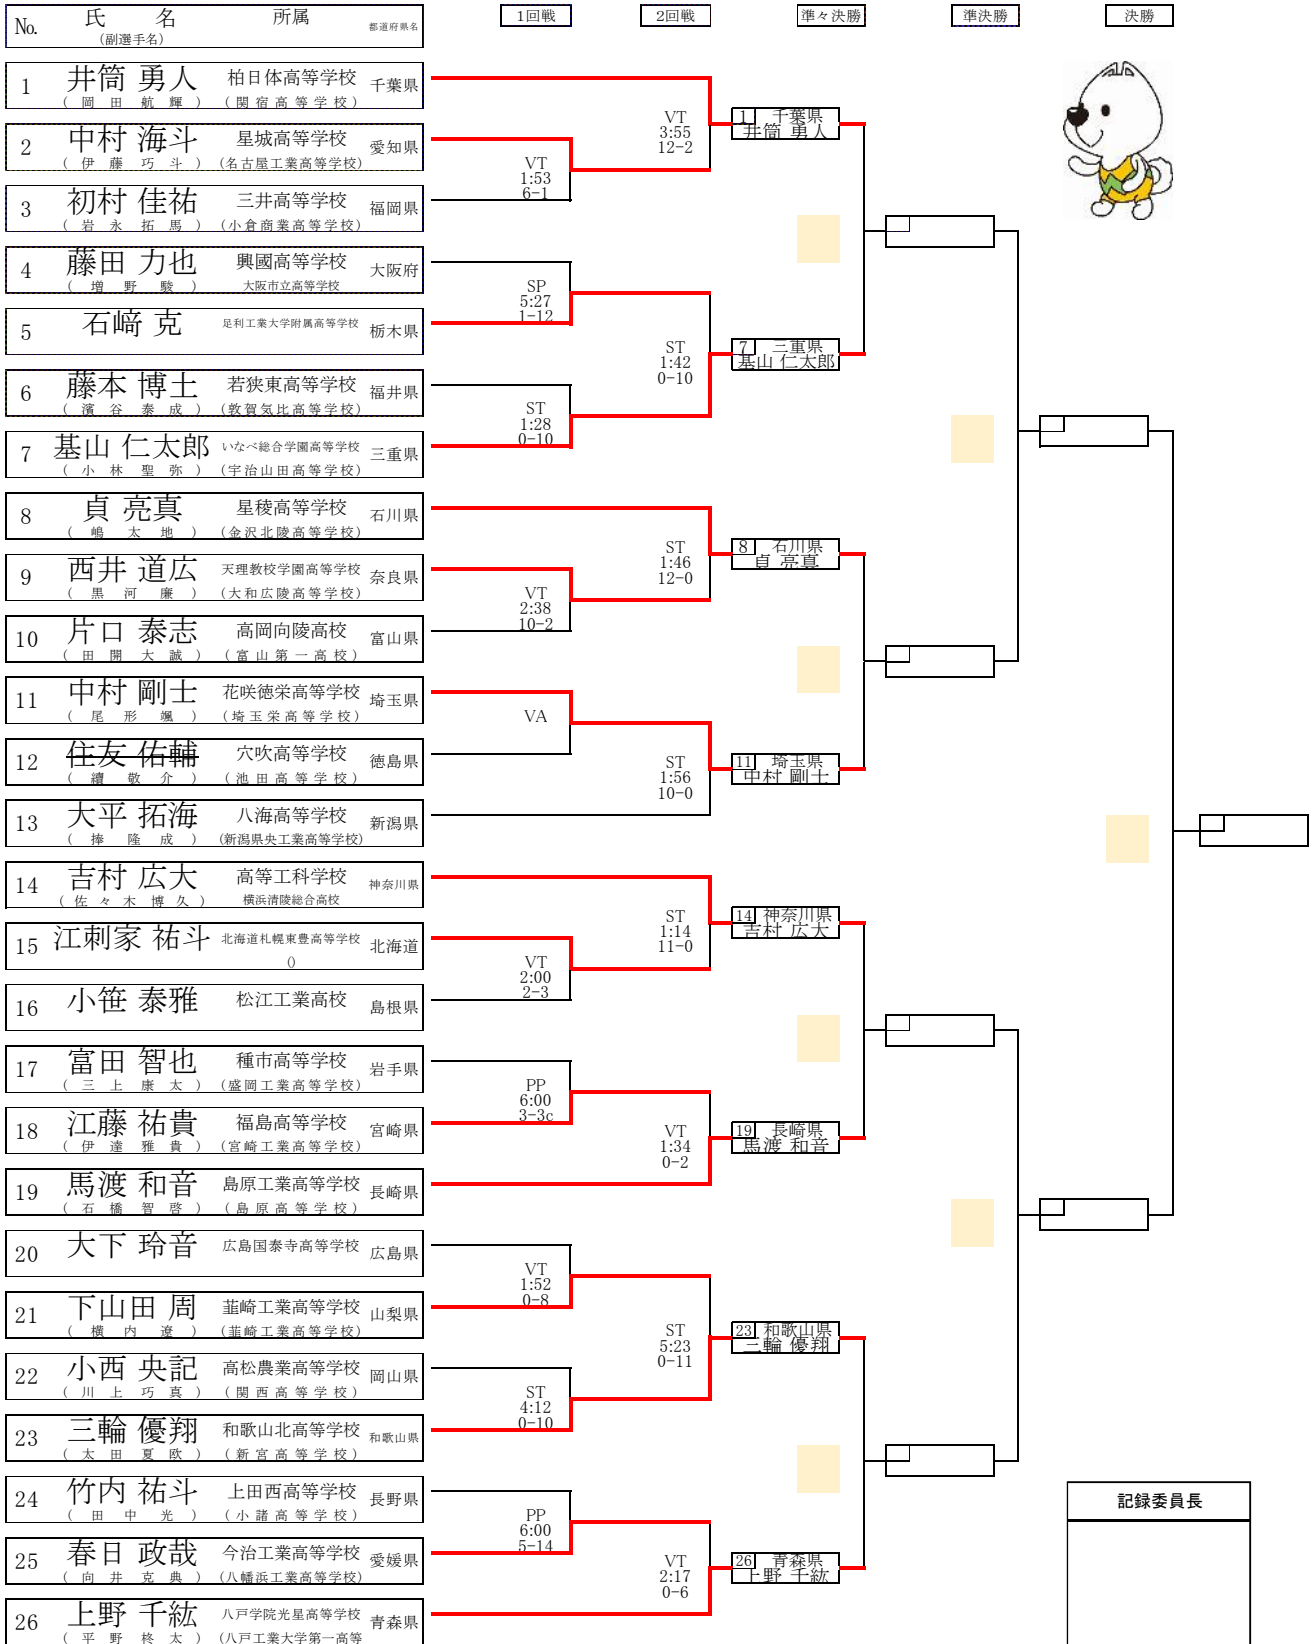 No. 氏 名 所属 都道府県名 1回戦 2回戦 準々決勝 準決勝 決勝
(副選手名)
1 井筒 勇人 柏日体高等学校 千葉県
( 岡 田 航 輝 ) ( 関 宿 高 等 学 校 )
2 中村 海斗 星城高等学校 愛知県
( 伊 藤 巧 斗 ) (名古屋工業高等学校)
3 初村 佳祐 三井高等学校 福岡県
( 岩 永 拓 馬 ) (小倉商業高等学校)
4 藤田 力也 興國高等学校 大阪府
( 増 野 駿 ) 大阪市立高等学校
5 石﨑 克 足利工業大学附属高等学校 栃木県
6 藤本 博士 若狭東高等学校 福井県
( 濱 谷 泰 成 ) (敦賀気比高等学校)
7 基山 仁太郎 いなべ総合学園高等学校 三重県
( 小 林 聖 弥 ) (宇治山田高等学校)
8 貞 亮真 星稜高等学校 石川県
( 嶋 太 地 ) (金沢北陵高等学校)
9 西井 道広 天理教校学園高等学校 奈良県
( 黒 河 廉 ) (大和広陵高等学校)
10 片口 泰志 高岡向陵高校 富山県
( 田 開 大 誠 ) ( 富 山 第 一 高 校 )
11 中村 剛士 花咲徳栄高等学校 埼玉県
( 尾 形 颯 ) ( 埼 玉 栄 高 等 学 校 )
12 住友 佑輔 穴吹高等学校 徳島県
( 續 敬 介 ) ( 池 田 高 等 学 校 )
13 大平 拓海 八海高等学校 新潟県
( 捧 隆 成 ) (新潟県央工業高等学校)
14 吉村 広大 高等工科学校 神奈川県
( 佐 々 木 博 久 ) 横浜清陵総合高校
15 江刺家 祐斗 北海道札幌東豊高等学校 北海道
()
16 小笹 泰雅 松江工業高校 島根県
17 富田 智也 種市高等学校 岩手県
( 三 上 康 太 ) (盛岡工業高等学校)
18 江藤 祐貴 福島高等学校 宮崎県
( 伊 達 雅 貴 ) (宮崎工業高等学校)
19 馬渡 和音 島原工業高等学校 長崎県
( 石 橋 智 啓 ) ( 島 原 高 等 学 校 )
20 大下 玲音 広島国泰寺高等学校 広島県
21 下山田 周 韮崎工業高等学校 山梨県
( 横 内 遼 ) (韮崎工業高等学校)
22 小西 央記 高松農業高等学校 岡山県
( 川 上 巧 真 ) ( 関 西 高 等 学 校 )
23 三輪 優翔 和歌山北高等学校 和歌山県
( 太 田 夏 欧 ) ( 新 宮 高 等 学 校 )
24 竹内 祐斗 上田西高等学校 長野県
( 田 中 光 ) ( 小 諸 高 等 学 校 )
25 春日 政哉 今治工業高等学校 愛媛県
( 向 井 克 典 ) (八幡浜工業高等学校)
26 上野 千紘 八戸学院光星高等学校 青森県
( 平 野 柊 太 ) (八戸工業大学第一高等
VT
1:53
6-1
SP
5:27
1-12
ST
1:28
0-10
VT
2:38
10-2
VA
VT
2:00
2-3
PP
6:00
3-3c
VT
1:52
0-8
ST
4:12
0-10
PP
6:00
5-14
VT
3:55
12-2
ST
1:42
0-10
ST
1:46
12-0
ST
1:56
10-0
ST
1:14
11-0
VT
1:34
0-2
ST
5:23
0-11
VT
2:17
0-6
1 千葉県
井筒 勇人
7 三重県
基山 仁太郎
8 石川県
貞 亮真
11 埼玉県
中村 剛士
14 神奈川県
吉村 広大
19 長崎県
馬渡 和音
23 和歌山県
三輪 優翔
26 青森県
上野 千紘
記録委員長